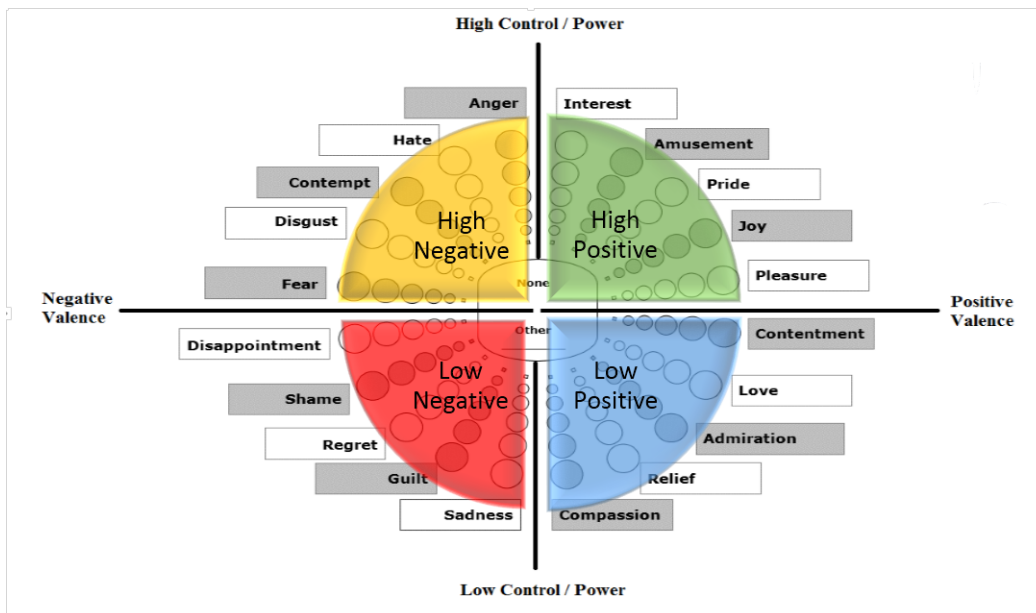 High Control / Power
Anger
Interest
Hate
Amusement
Contempt
Pride
Disgust
High
Negative
High
Positive
Joy
Fear
None
Pleasure
Negative
Valence
Positive
Valence
Other
Disappointment
Contentment
Low
Negative
Low
Positive
Shame
Love
Regret
Admiration
Guilt
Relief
Sadness
Compassion
Low Control / Power